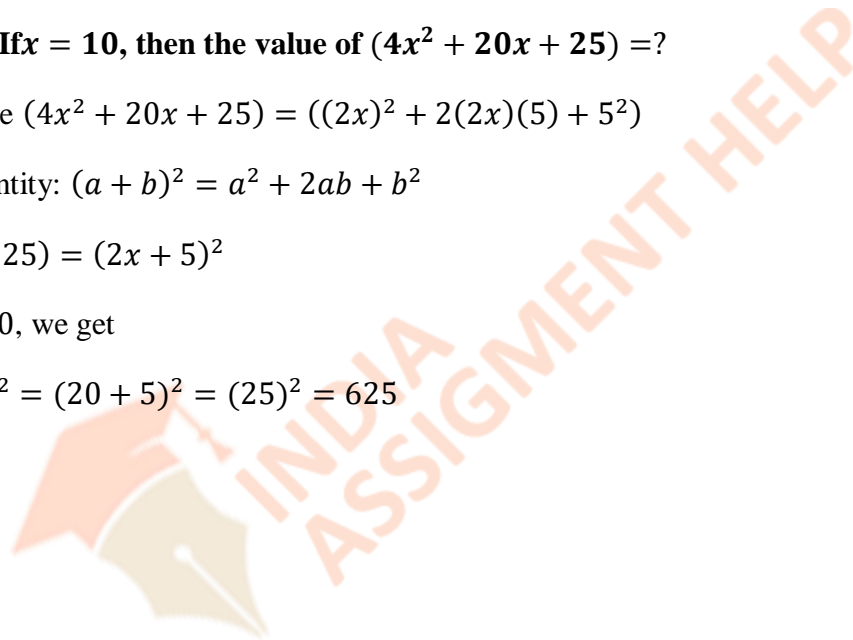 If𝑥 = 10, then the value of (4𝑥² + 20𝑥 + 25) =?
e (4𝑥² + 20𝑥 + 25) = ((2𝑥)² + 2(2𝑥)(5) + 5²)
ntity: (𝑎 + 𝑏)² = 𝑎² + 2𝑎𝑏 + 𝑏²
25) = (2𝑥 + 5)²
0, we get
² = (20 + 5)² = (25)² = 625
INDIA
ASSIGNMENT HELP